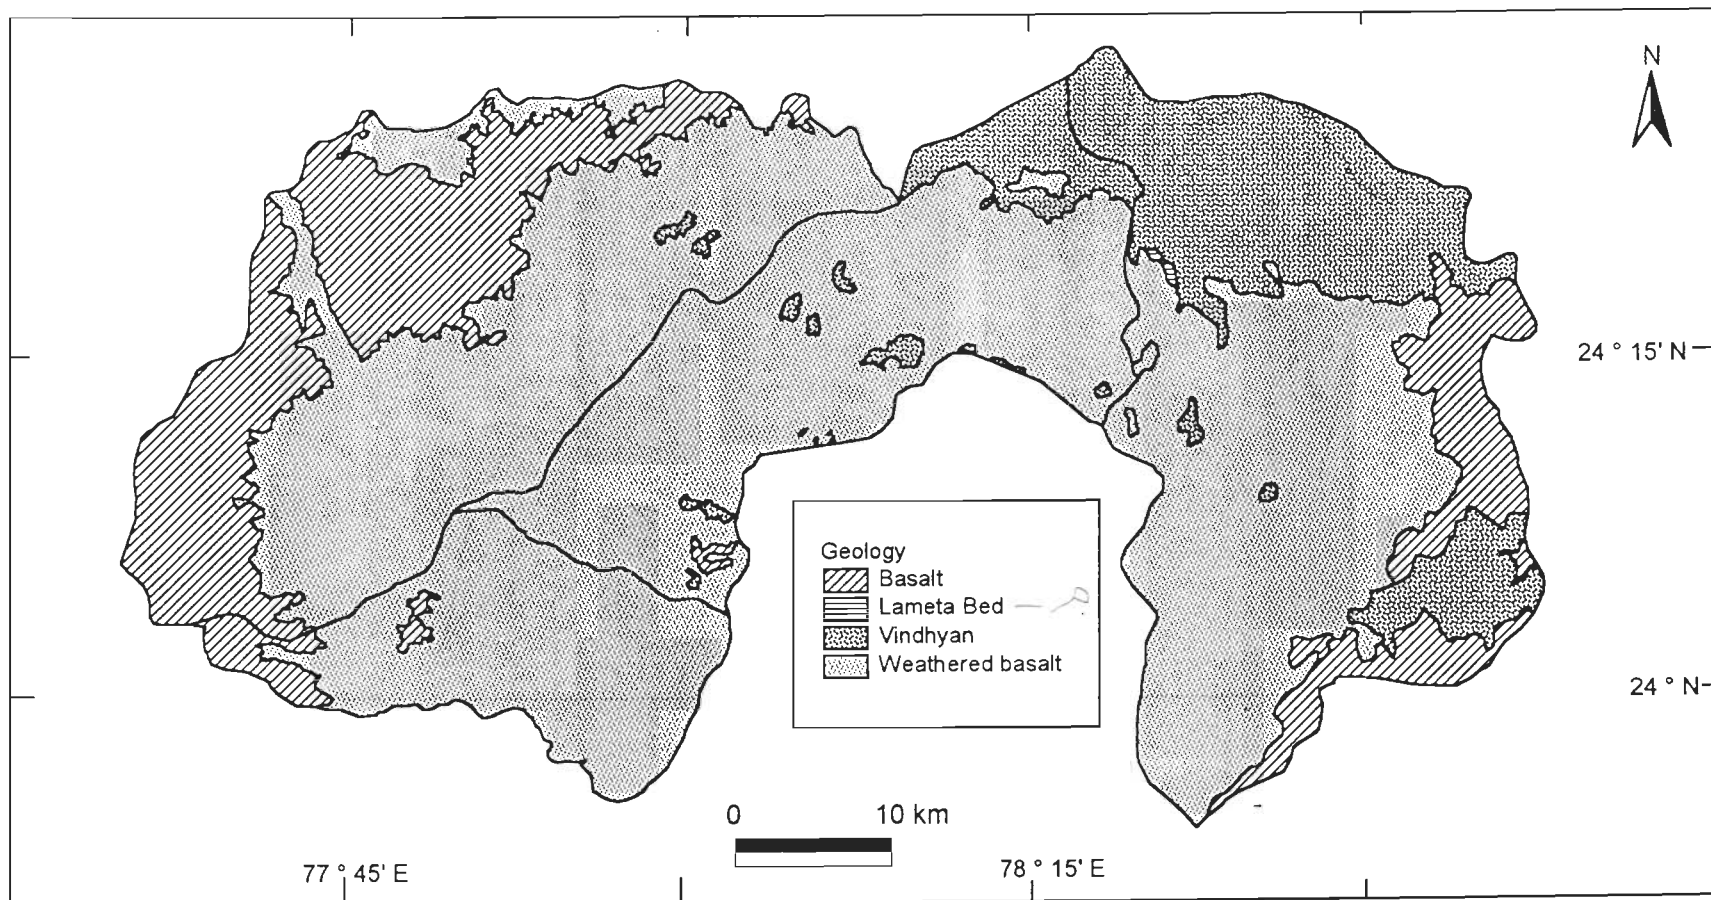 N
24 ° 15' N
Geology
Basalt
Lameta Bed
Vindhyan
Weathered basalt
24 ° N
0 10 km
77 ° 45' E
78 ° 15' E